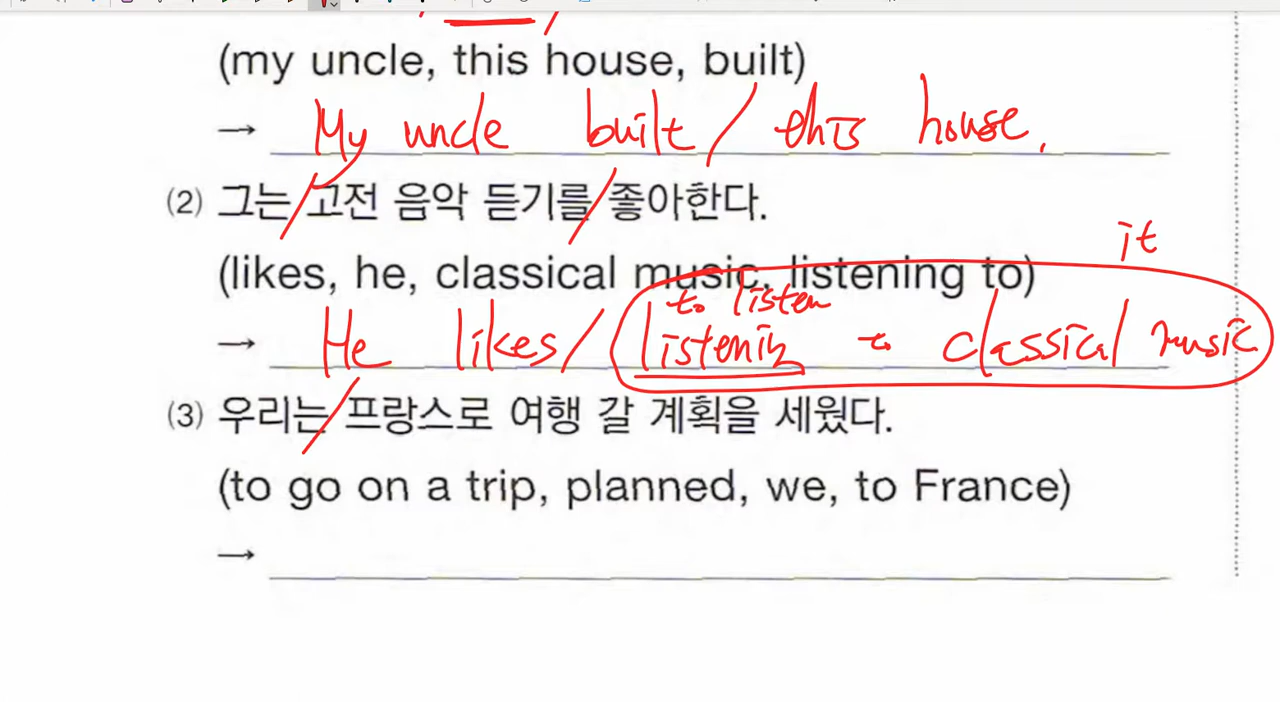 (my uncle, this house, built)
→ My uncle built / this house.
(2) 그는/고전 음악 듣기를/좋아한다.
it
(likes, he, classical music, listening to)
to listen
→ He likes/ listening to classical music
(3) 우리는/프랑스로 여행 갈 계획을 세웠다.
(to go on a trip, planned, we, to France)
→